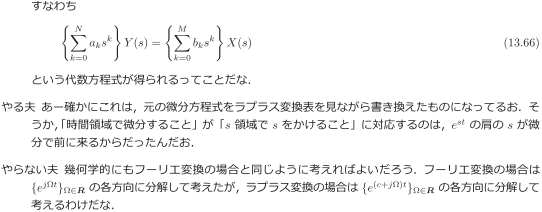 すなわち
{∑_{k=0}^{N} a_k s^k} Y(s) = {∑_{k=0}^{M} b_k s^k} X(s) (13.66)
という代数方程式が得られるってことだな．
やる夫 あー確かにこれは，元の微分方程式をラプラス変換表を見ながら書き換えたものになってるお．そ
うか，「時間領域で微分すること」が「s 領域で s をかけること」に対応するのは，e^{st} の肩の s が微
分で前に来るからだったんだお．
やらない夫 幾何学的にもフーリエ変換の場合と同じように考えればよいだろう．フーリエ変換の場合は
{e^{jΩt}}_{Ω∈R} の各方向に分解して考えたが，ラプラス変換の場合は {e^{(c+jΩ)t}}_{Ω∈R} の各方向に分解して
考えるわけだな．